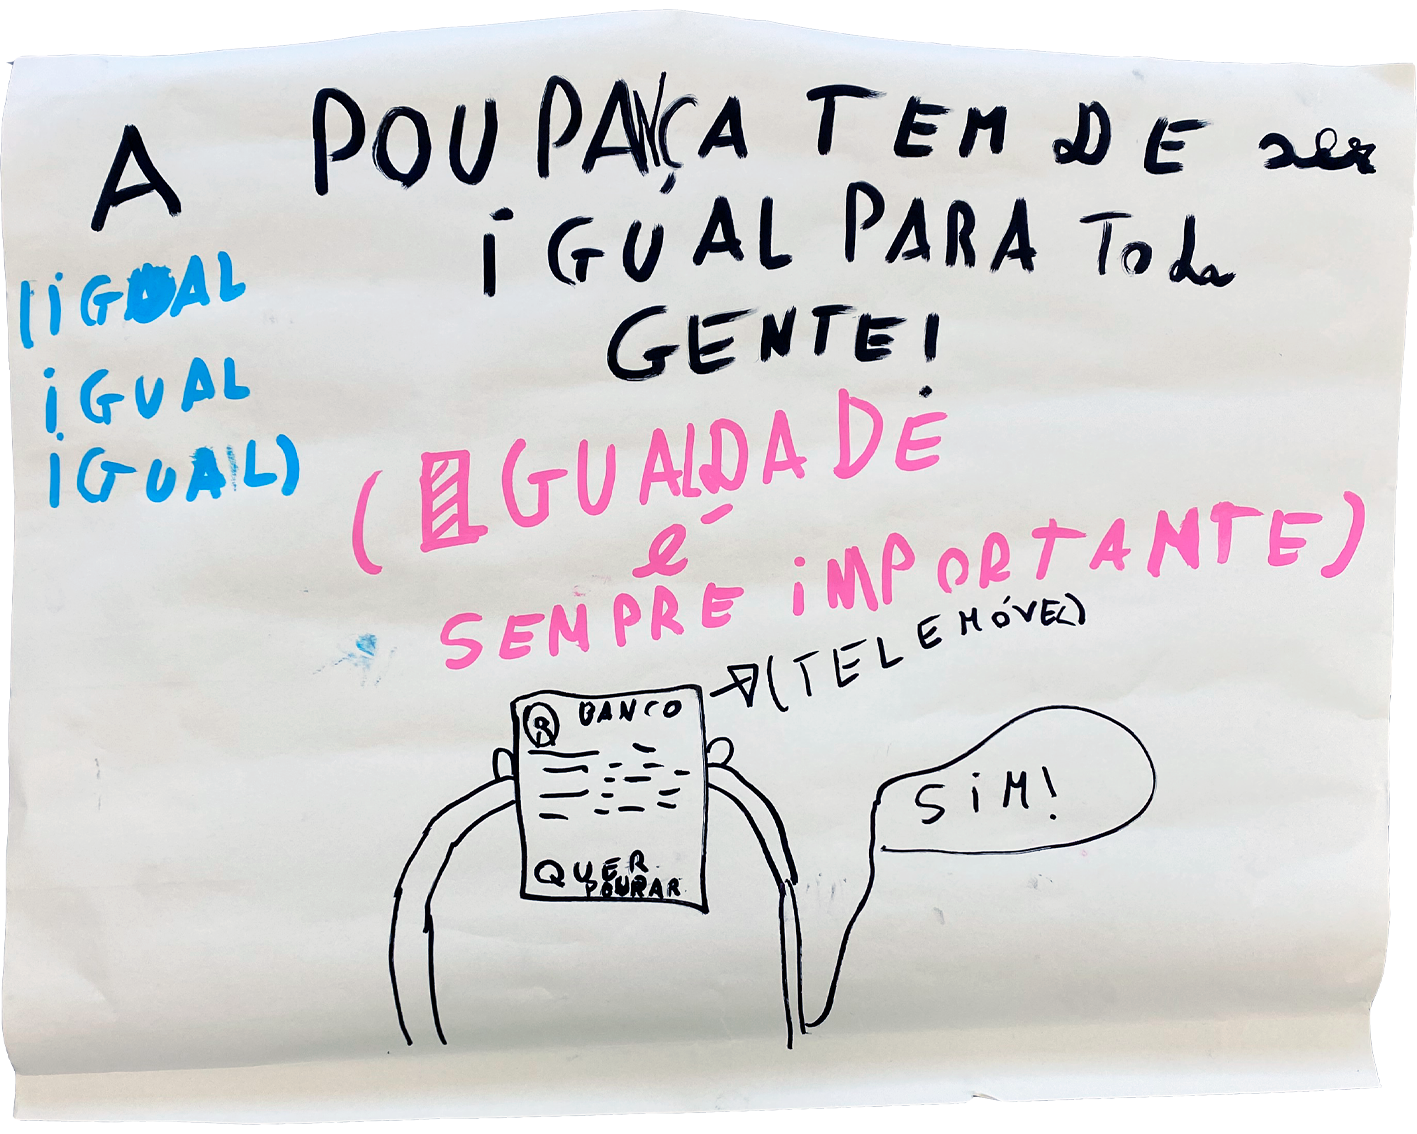 A POUPANÇA TEM DE ser
iGUAL PARA Toda
GENTE!
(iGUAL
iGUAL
iGUAL)
(IGUALDADE
é
SEMPRE iMPORTANTE)
(TELEMÓVEL)
BANCO
QUER
POUPAR
SiM!